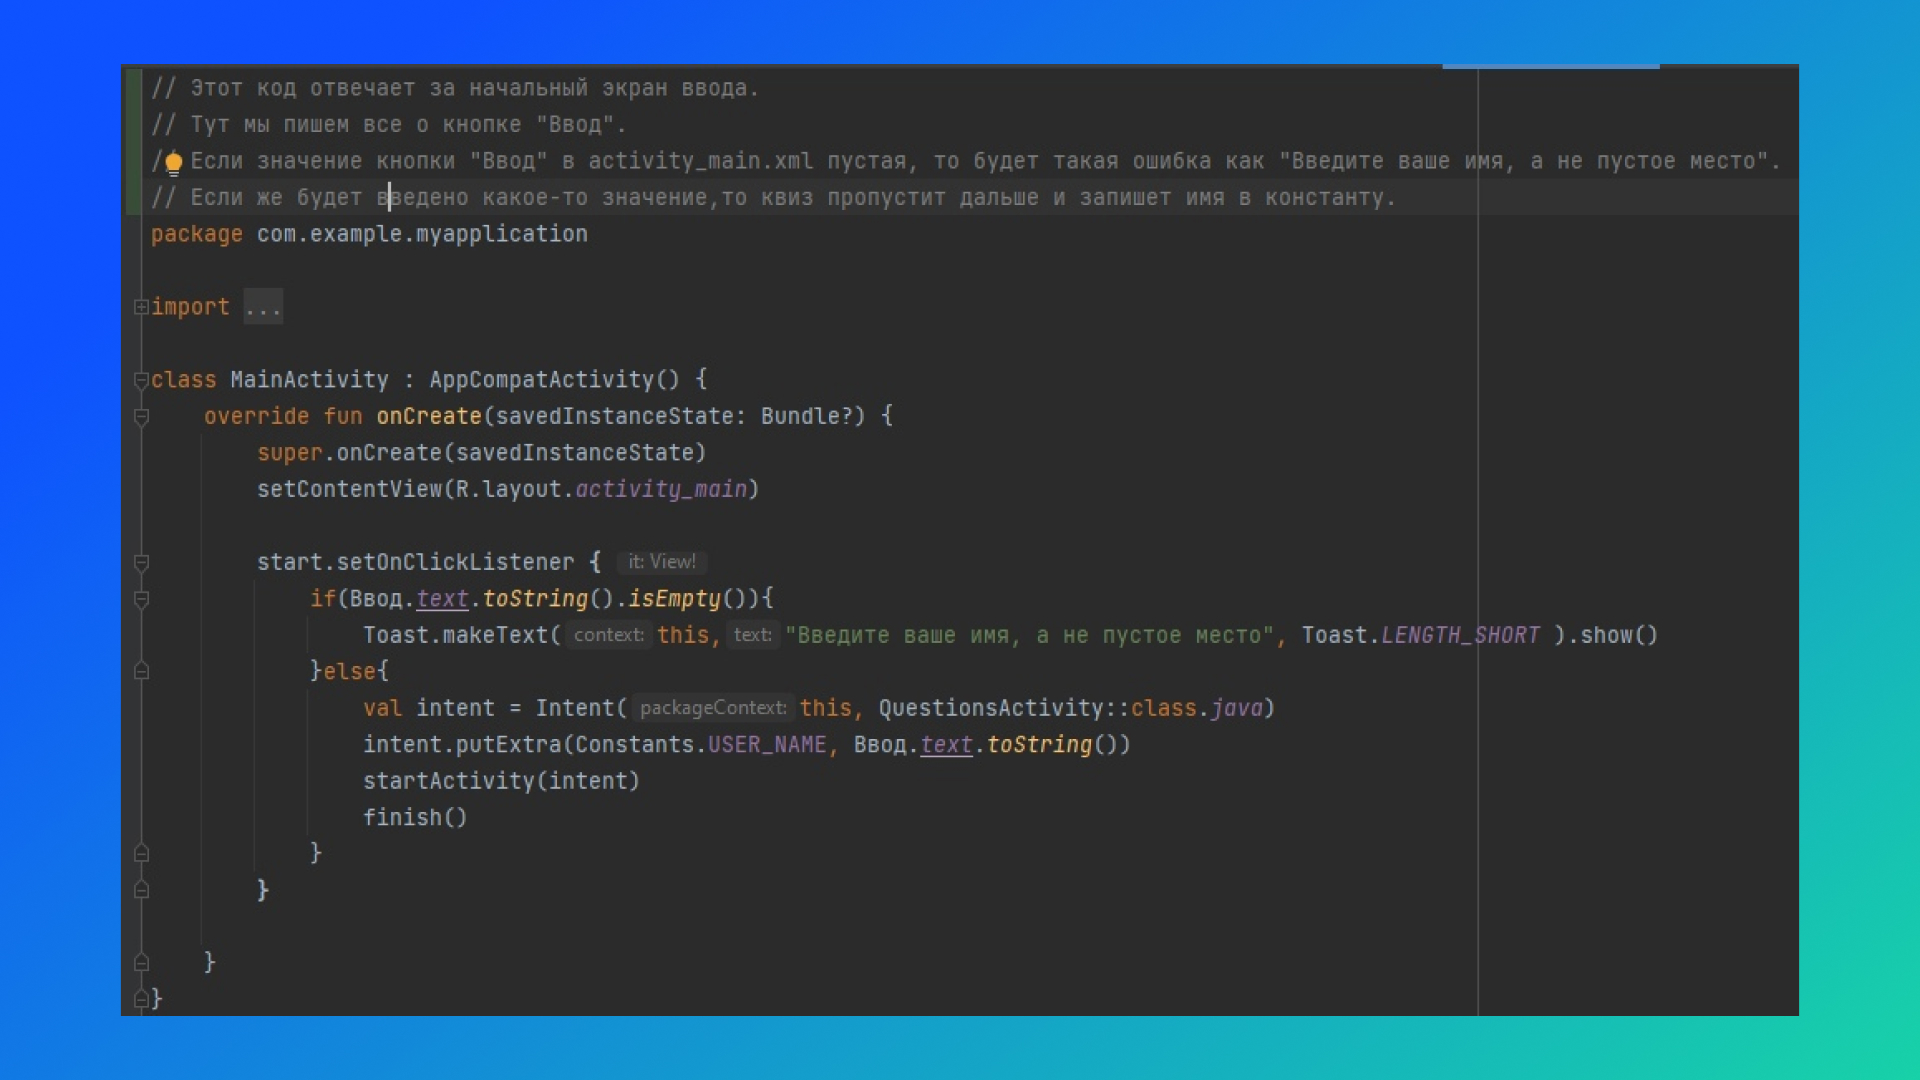 // Этот код отвечает за начальный экран ввода.
// Тут мы пишем все о кнопке "Ввод".
// Если значение кнопки "Ввод" в activity_main.xml пустая, то будет такая ошибка как "Введите ваше имя, а не пустое место".
// Если же будет введено какое-то значение,то квиз пропустит дальше и запишет имя в константу.
package com.example.myapplication
import ...
class MainActivity : AppCompatActivity() {
override fun onCreate(savedInstanceState: Bundle?) {
super.onCreate(savedInstanceState)
setContentView(R.layout.activity_main)
start.setOnClickListener { it: View!
if(Ввод.text.toString().isEmpty()){
Toast.makeText( context: this, text: "Введите ваше имя, а не пустое место", Toast.LENGTH_SHORT ).show()
}else{
val intent = Intent( packageContext: this, QuestionsActivity::class.java)
intent.putExtra(Constants.USER_NAME, Ввод.text.toString())
startActivity(intent)
finish()
}
}
}
}